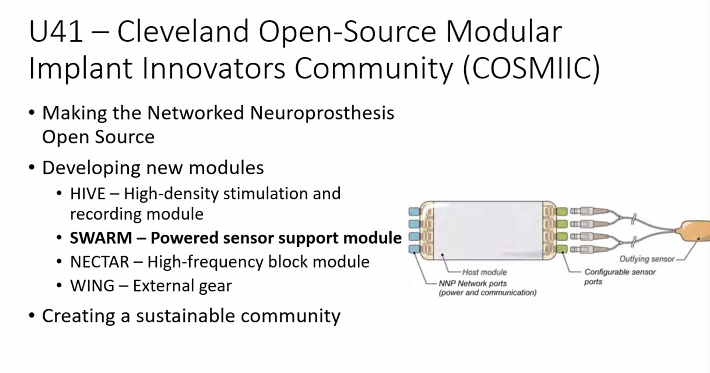 U41 – Cleveland Open-Source Modular
Implant Innovators Community (COSMIIC)
• Making the Networked Neuroprosthesis
Open Source
• Developing new modules
• HIVE – High-density stimulation and
recording module
• SWARM – Powered sensor support module
• NECTAR – High-frequency block module
• WING – External gear
• Creating a sustainable community
Outlying sensor
Host module
Configurable sensor
ports
NNP Network ports
(power and communication)